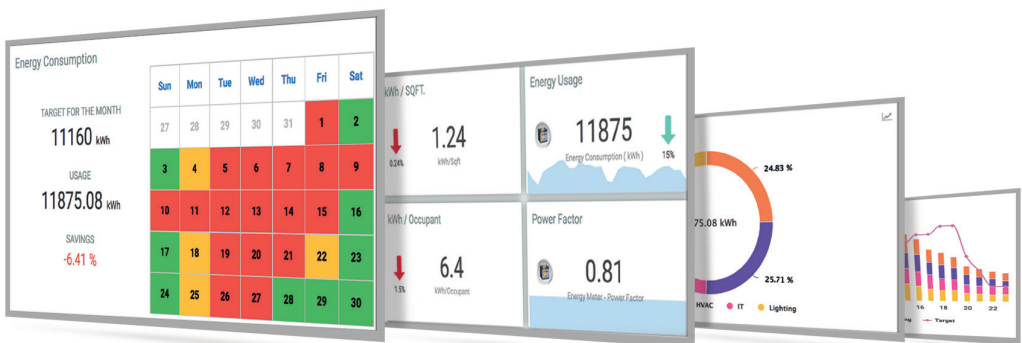 Energy Consumption
TARGET FOR THE MONTH
11160 kWh
USAGE
11875.08 kWh
SAVINGS
-6.41 %
Sun Mon Tue Wed Thu Fri Sat
27 28 29 30 31 1 2
3 4 5 6 7 8 9
10 11 12 13 14 15 16
17 18 19 20 21 22 23
24 25 26 27 28 29 30
kWh / SQFT.
0.24%
1.24
kWh/Sqft
Energy Usage
11875
Energy Consumption ( kWh )
15%
kWh / Occupant
1.5%
6.4
kWh/Occupant
Power Factor
0.81
Energy Meter - Power Factor
24.83 %
75.08 kWh
25.71 %
HVAC IT Lighting
16 18 20 22
Target